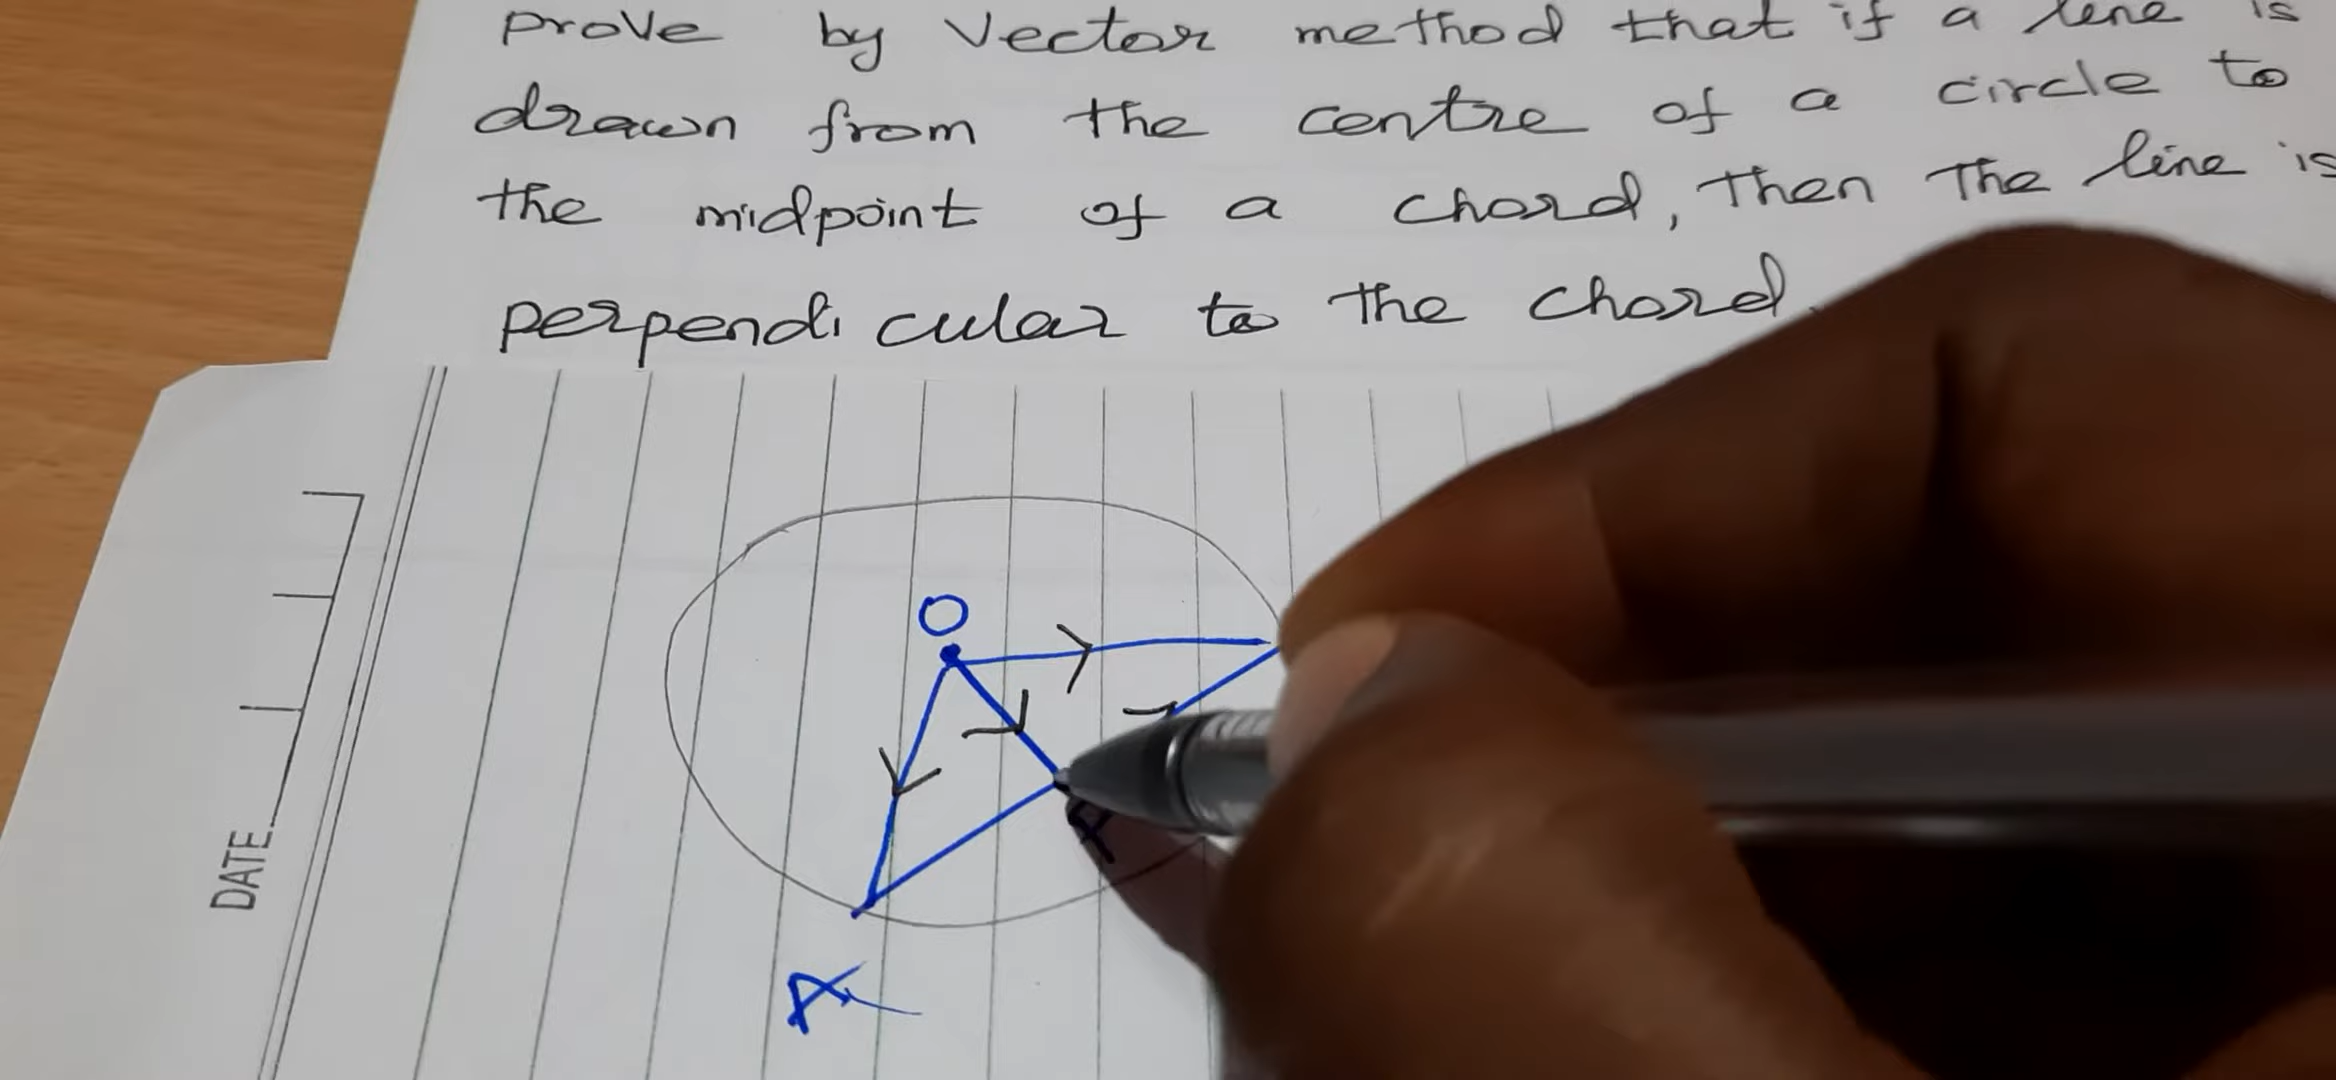 prove by vector method that if a line is
drawn from the centre of a circle to
the midpoint of a chord, then the line is
perpendicular to the chord.
O
A
DATE